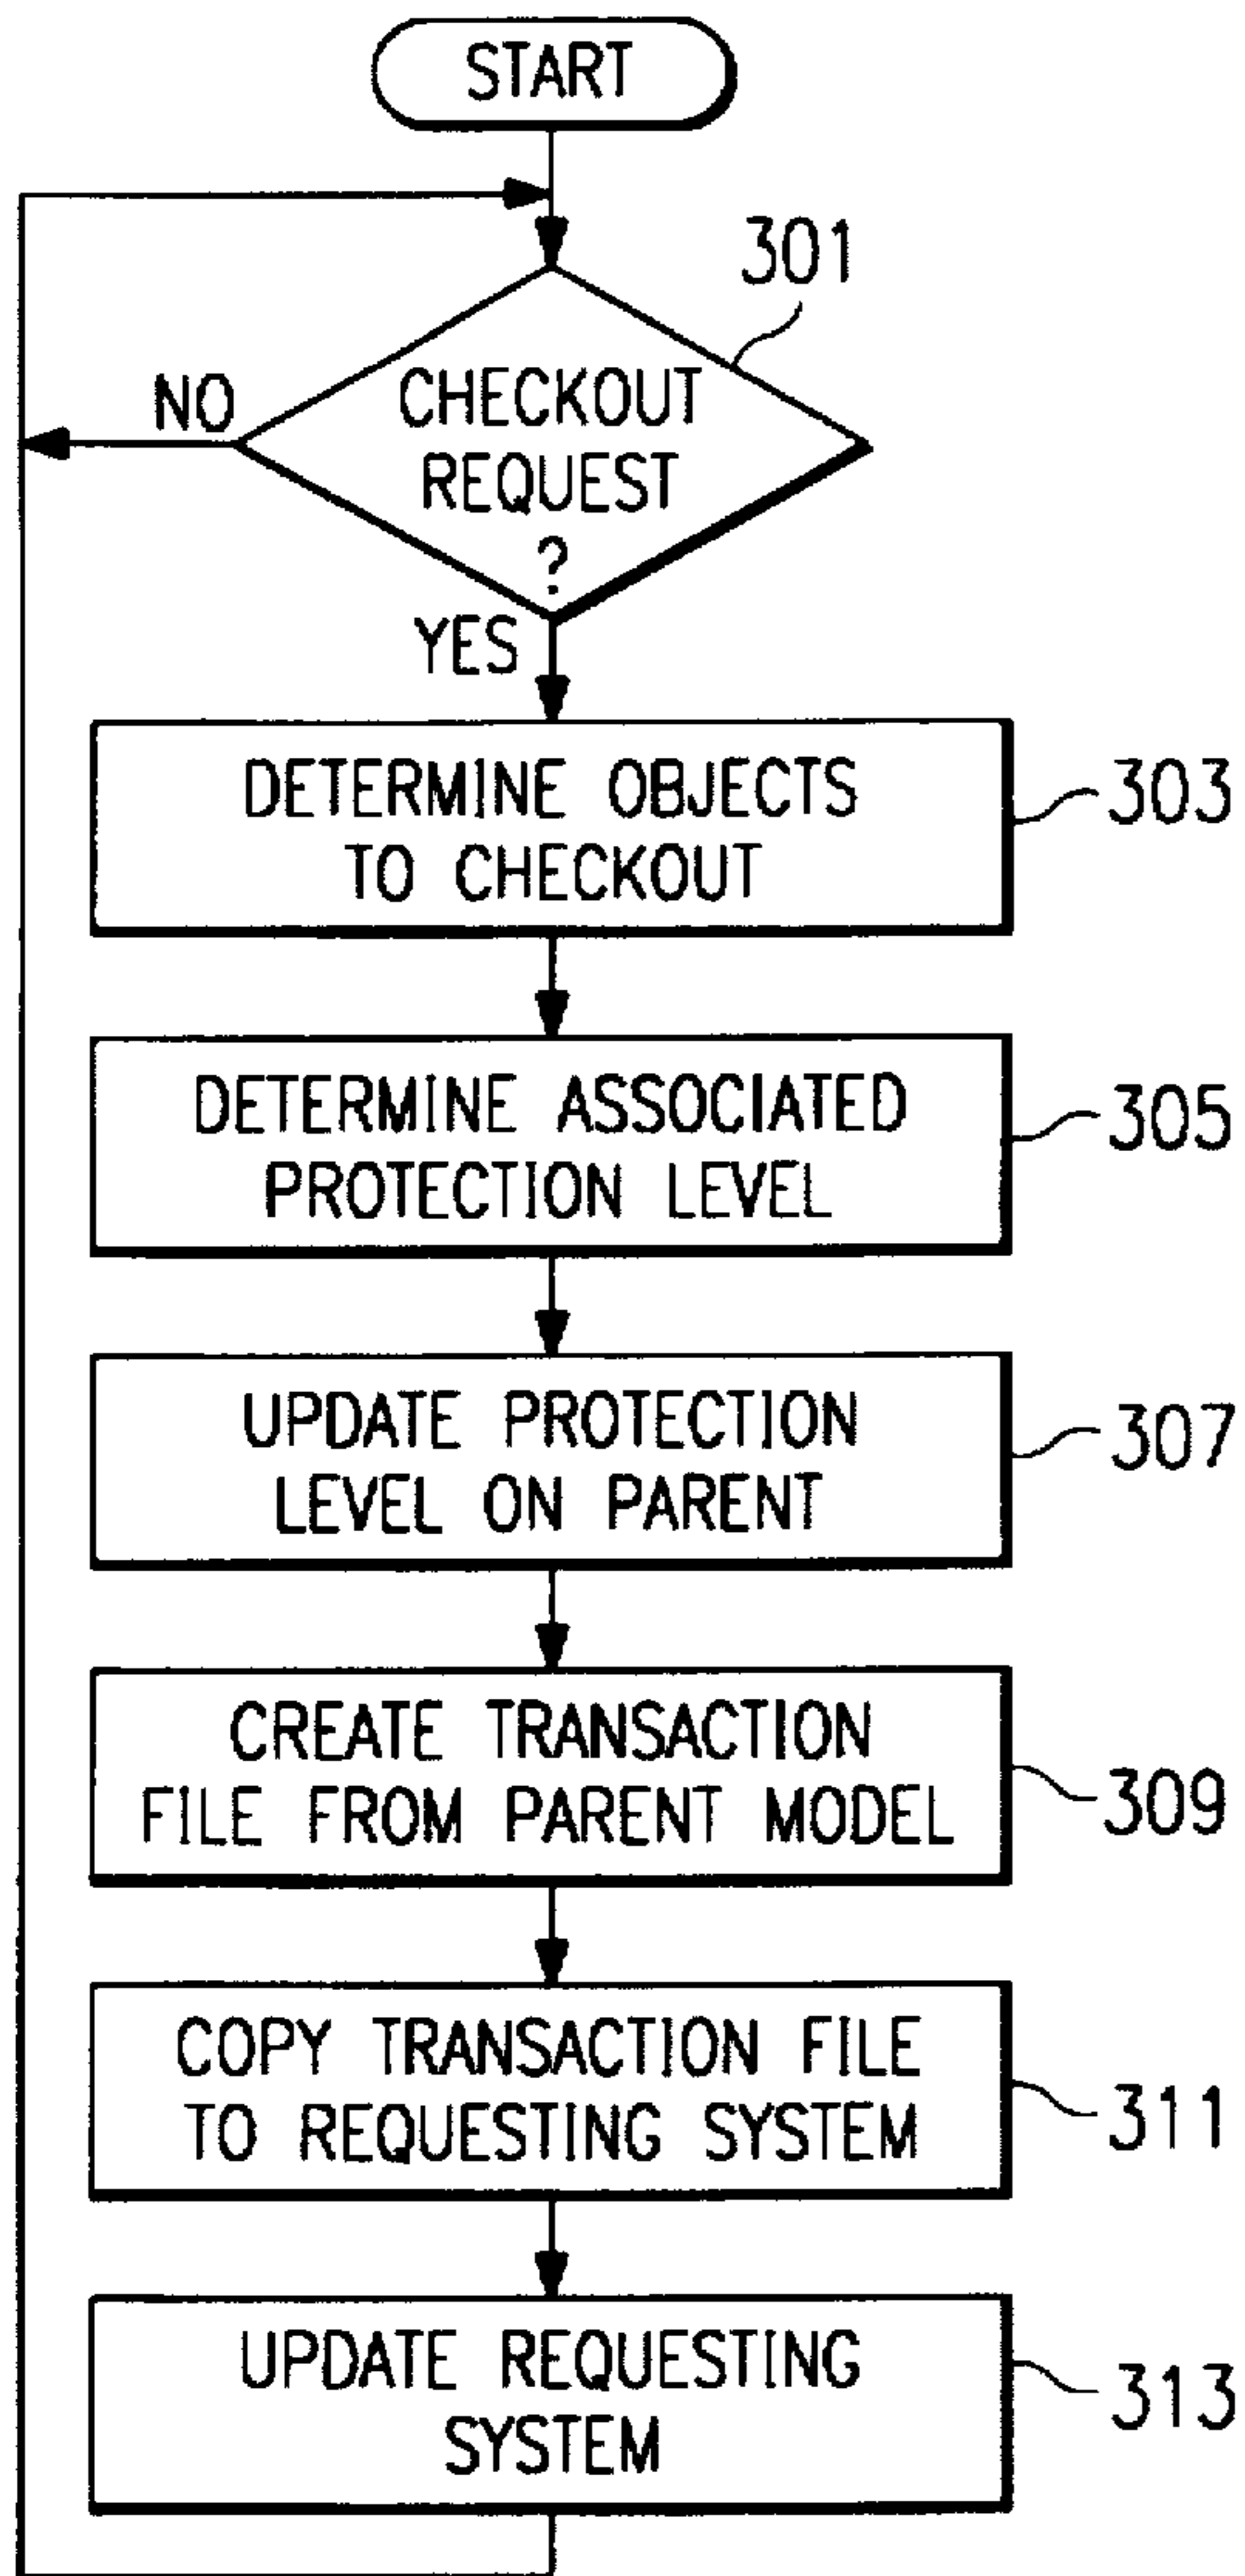 START
301
NO
CHECKOUT
REQUEST
?
YES
DETERMINE OBJECTS
TO CHECKOUT
303
DETERMINE ASSOCIATED
PROTECTION LEVEL
305
UPDATE PROTECTION
LEVEL ON PARENT
307
CREATE TRANSACTION
FILE FROM PARENT MODEL
309
COPY TRANSACTION FILE
TO REQUESTING SYSTEM
311
UPDATE REQUESTING
SYSTEM
313